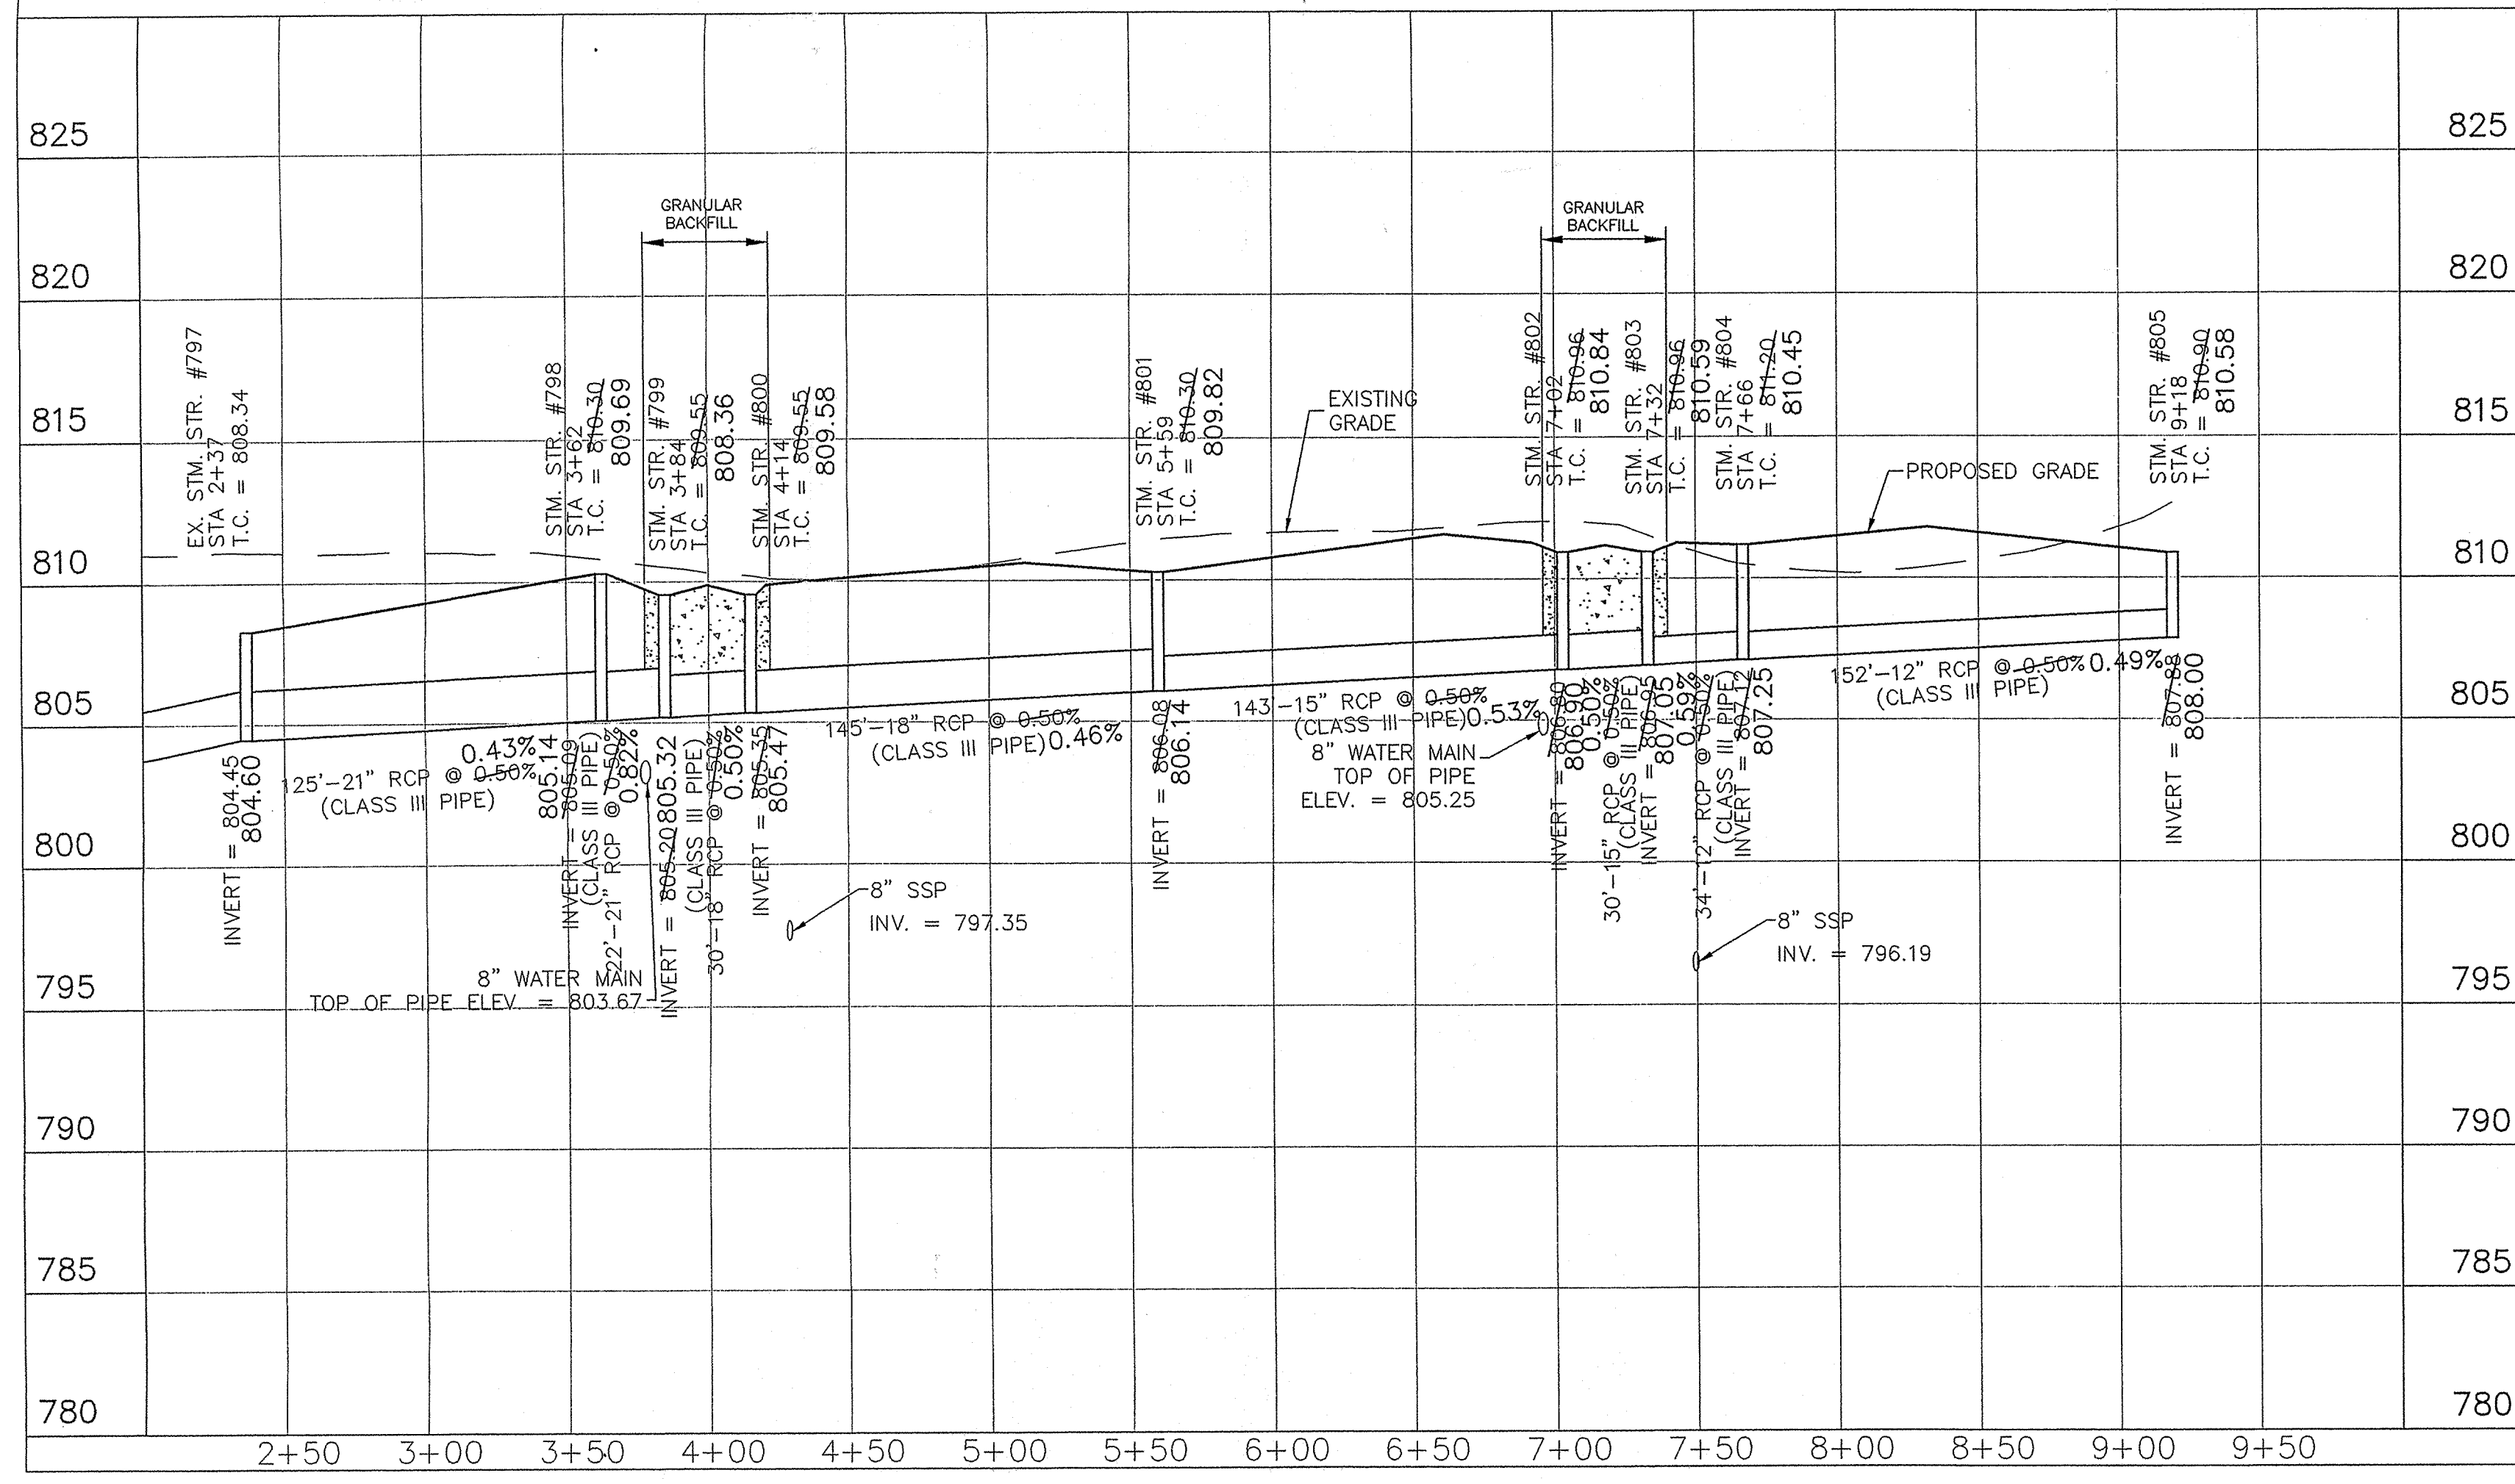 825
825
820
820
815
815
810
810
805
805
800
800
795
795
790
790
785
785
780
780
GRANULAR
BACKFILL
GRANULAR
BACKFILL
EX. STM. STR. #797
STA 2+37
T.C. = 808.34
STM. STR. #798
STA 3+62
T.C. = 810.30
809.69
STM. STR. #799
STA 3+84
T.C. = 809.55
808.36
STM. STR. #800
STA 4+14
T.C. = 809.55
809.58
STM. STR. #801
STA 5+59
T.C. = 810.30
809.82
EXISTING
GRADE
STM. STR. #802
STA 7+02
T.C. = 810.96
810.84
STM. STR. #803
STA 7+32
T.C. = 810.96
810.59
STM. STR. #804
STA 7+66
T.C. = 811.20
810.45
PROPOSED GRADE
STM. STR. #805
STA 9+18
T.C. = 810.90
810.58
INVERT = 804.45
804.60
0.43%
125'-21" RCP @ 0.50%
(CLASS III PIPE)
805.14
INVERT = 805.09
(CLASS III PIPE)
22'-21" RCP @ 0.50%
0.82%
8" WATER MAIN
TOP OF PIPE ELEV. = 803.67
INVERT = 805.20 805.32
(CLASS III PIPE)
30'-18" RCP @ 0.50%
0.50%
INVERT = 805.35
805.47
8" SSP
INV. = 797.35
145'-18" RCP @ 0.50%
(CLASS III PIPE) 0.46%
INVERT = 806.08
806.14
143'-15" RCP @ 0.50%
(CLASS III PIPE) 0.53%
8" WATER MAIN
TOP OF PIPE
ELEV. = 805.25
INVERT = 806.80
806.90
0.50%
30'-15" RCP @ 0.50%
(CLASS III PIPE)
INVERT = 806.95
807.05
0.59%
34'-12" RCP @ 0.50%
(CLASS III PIPE)
INVERT = 807.12
807.25
8" SSP
INV. = 796.19
152'-12" RCP @ 0.50% 0.49%
(CLASS III PIPE)
INVERT = 807.88
808.00
2+50 3+00 3+50 4+00 4+50 5+00 5+50 6+00 6+50 7+00 7+50 8+00 8+50 9+00 9+50